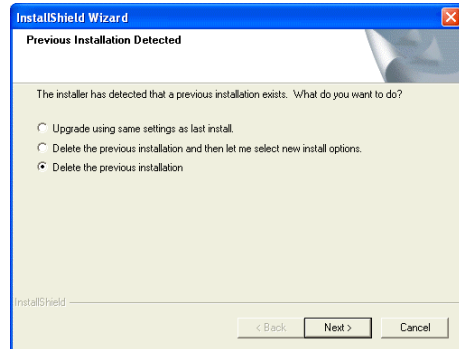 InstallShield Wizard
Previous Installation Detected
The installer has detected that a previous installation exists. What do you want to do?
Upgrade using same settings as last install.
Delete the previous installation and then let me select new install options.
Delete the previous installation
InstallShield
< Back Next > Cancel